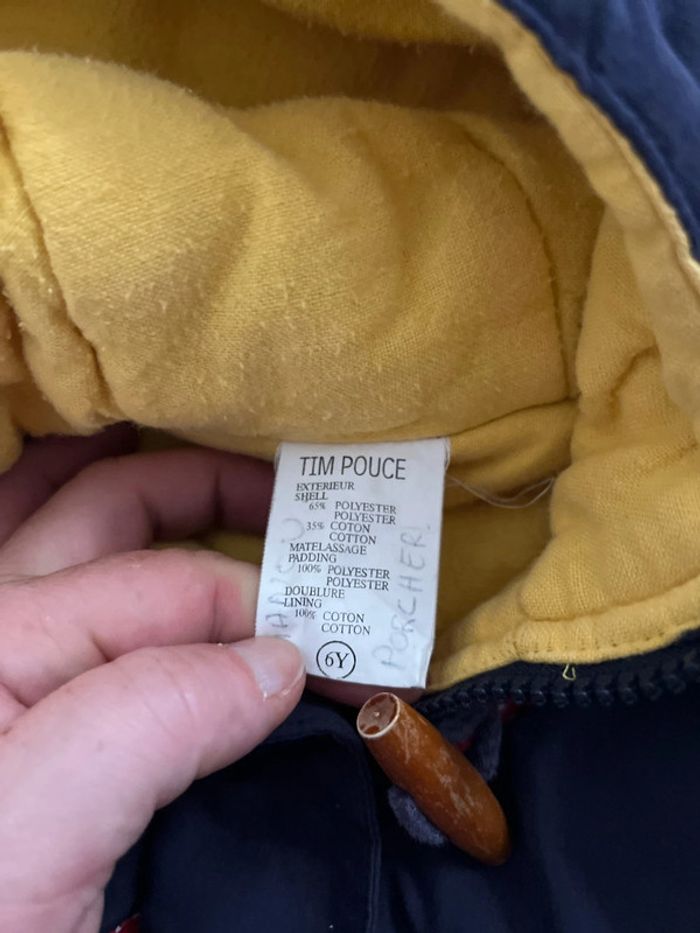 TIM POUCE
EXTERIEUR
SHELL
65% POLYESTER
POLYESTER
35% COTON
COTTON
MATELASSAGE
PADDING
100% POLYESTER
POLYESTER
DOUBLURE
LINING
100% COTON
COTTON
6Y
PORCHER